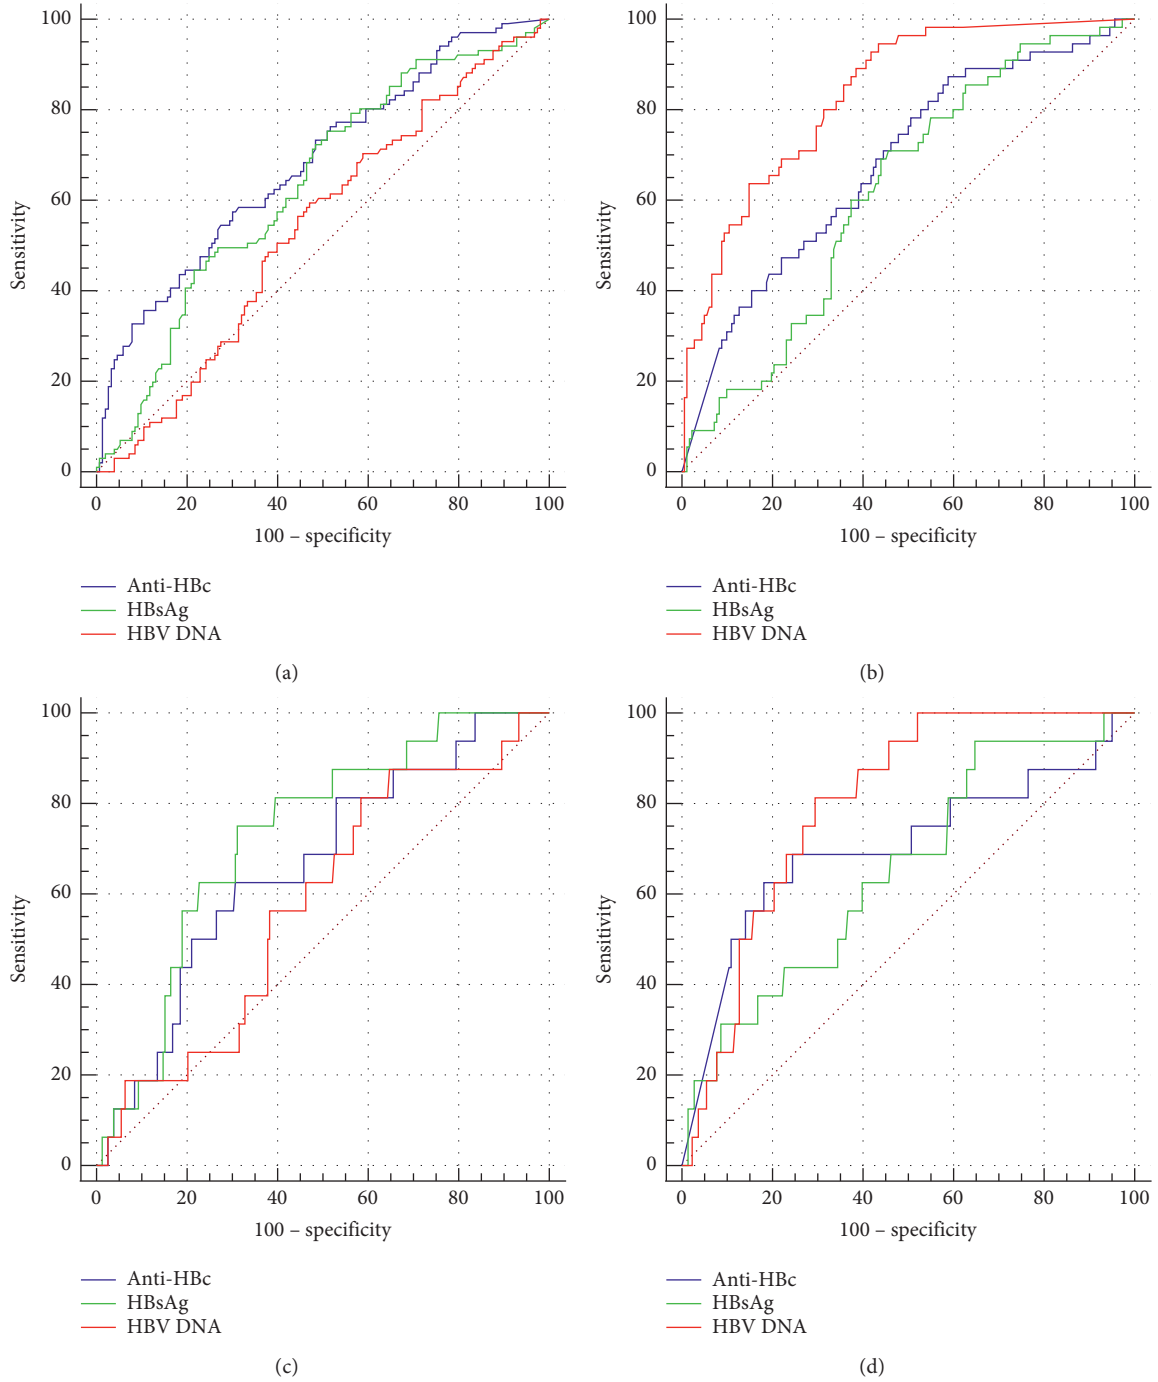 100
80
60
40
20
0
Sensitivity
0 20 40 60 80 100
100 – specificity
Anti-HBc
HBsAg
HBV DNA
(a)
100
80
60
40
20
0
Sensitivity
0 20 40 60 80 100
100 – specificity
Anti-HBc
HBsAg
HBV DNA
(b)
100
80
60
40
20
0
Sensitivity
0 20 40 60 80 100
100 – specificity
Anti-HBc
HBsAg
HBV DNA
(c)
100
80
60
40
20
0
Sensitivity
0 20 40 60 80 100
100 – specificity
Anti-HBc
HBsAg
HBV DNA
(d)